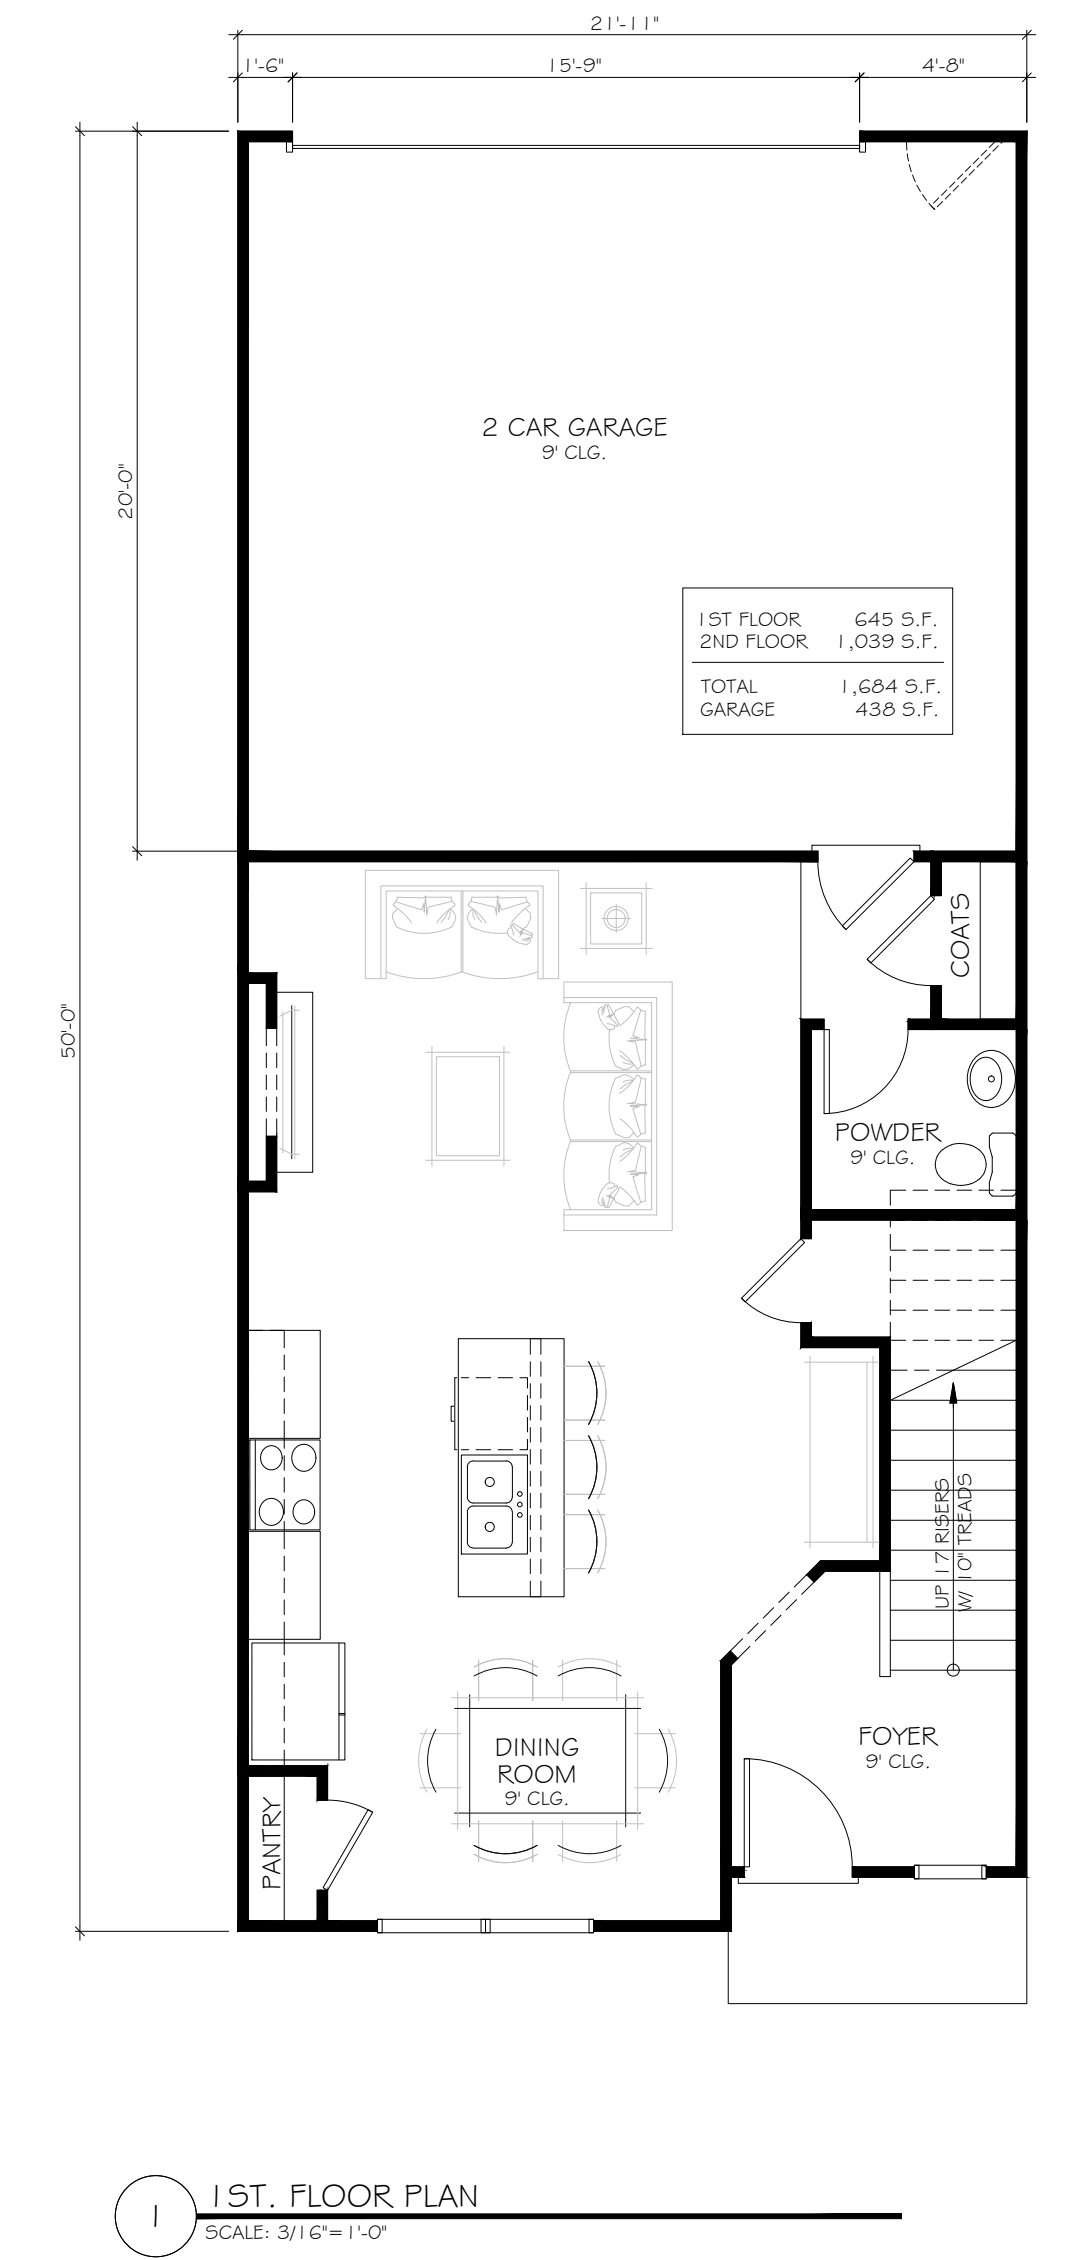 21'-11"
1'-6" 15'-9" 4'-8"
2 CAR GARAGE
9' CLG.
20'-0"
1ST FLOOR 645 S.F.
2ND FLOOR 1,039 S.F.
TOTAL 1,684 S.F.
GARAGE 438 S.F.
COATS
50'-0"
POWDER
9' CLG.
UP 17 RISERS
W/ 10" TREADS
FOYER
9' CLG.
DINING
ROOM
9' CLG.
PANTRY
1
1ST. FLOOR PLAN
SCALE: 3/16"=1'-0"